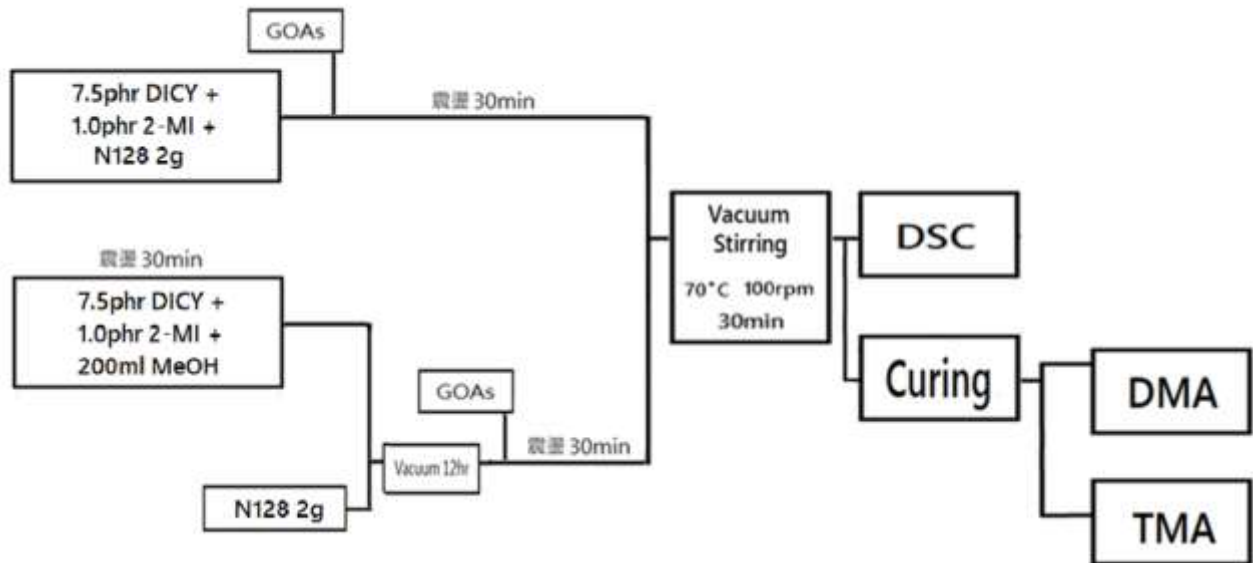 GOAs
7.5phr DICY +
1.0phr 2-MI +
N128 2g
震盪 30min
震盪 30min
7.5phr DICY +
1.0phr 2-MI +
200ml MeOH
N128 2g
Vacuum 12hr
GOAs
震盪 30min
Vacuum
Stirring
70°C 100rpm
30min
DSC
Curing
DMA
TMA